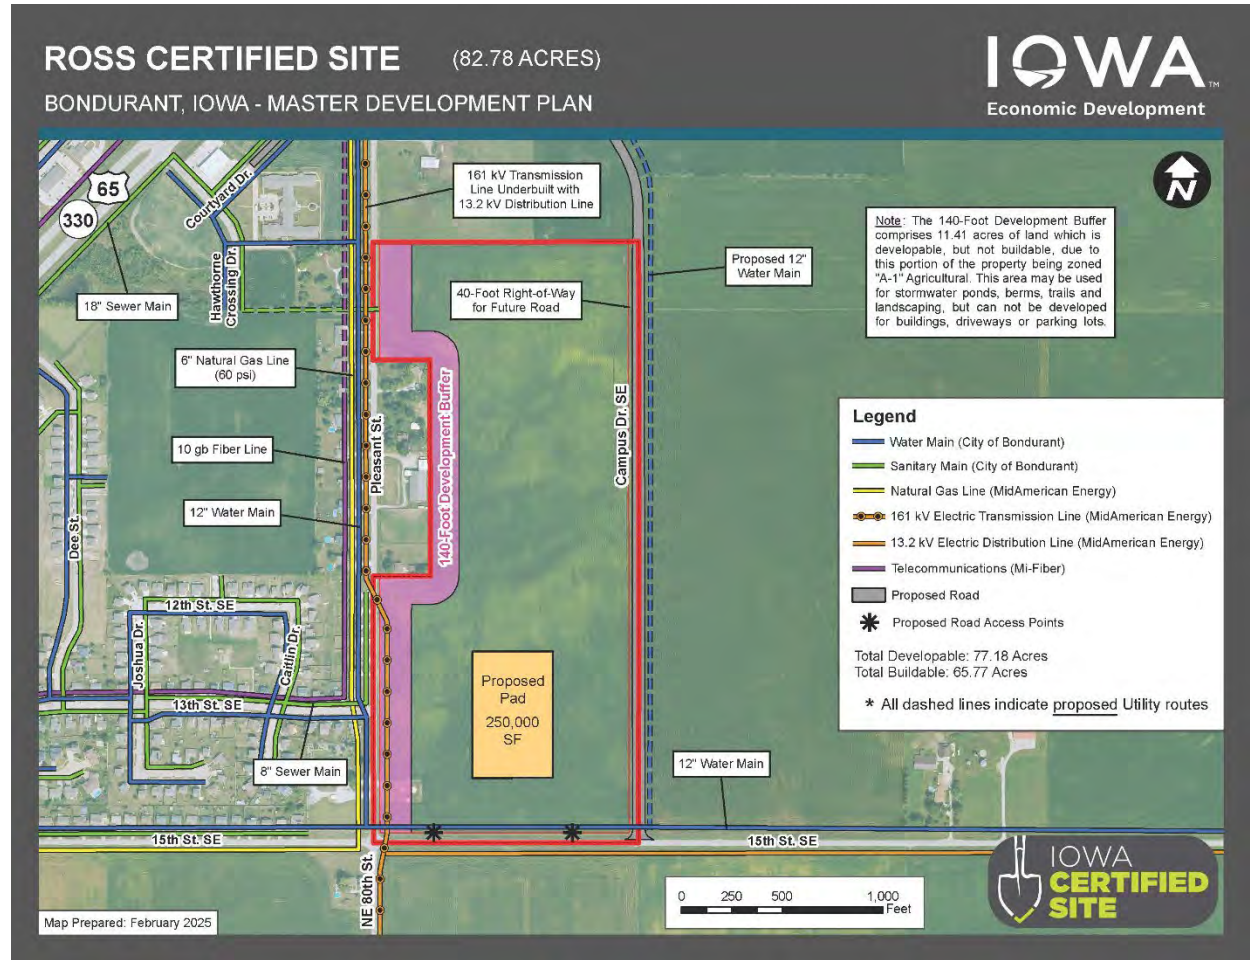 ROSS CERTIFIED SITE (82.78 ACRES)
BONDURANT, IOWA - MASTER DEVELOPMENT PLAN
IOWA™
Economic Development
65
330
Courtyard Dr.
161 kV Transmission
Line Underbuilt with
13.2 kV Distribution Line
N
Note: The 140-Foot Development Buffer
comprises 11.41 acres of land which is
developable, but not buildable, due to
this portion of the property being zoned
"A-1" Agricultural. This area may be used
for stormwater ponds, berms, trails and
landscaping, but can not be developed
for buildings, driveways or parking lots.
Hawthorne
Crossing Dr.
Proposed 12"
Water Main
18" Sewer Main
40-Foot Right-of-Way
for Future Road
6" Natural Gas Line
(60 psi)
Pleasant St.
140-Foot Development Buffer
Campus Dr. SE
10 gb Fiber Line
12" Water Main
Dee St.
Legend
Water Main (City of Bondurant)
Sanitary Main (City of Bondurant)
Natural Gas Line (MidAmerican Energy)
161 kV Electric Transmission Line (MidAmerican Energy)
13.2 kV Electric Distribution Line (MidAmerican Energy)
Telecommunications (Mi-Fiber)
Proposed Road
Proposed Road Access Points
Total Developable: 77.18 Acres
Total Buildable: 65.77 Acres
* All dashed lines indicate proposed Utility routes
12th St. SE
Joshua Dr.
Caitlin Dr.
13th St. SE
Proposed
Pad
250,000
SF
8" Sewer Main
12" Water Main
15th St. SE
15th St. SE
NE 80th St.
0 250 500 1,000
Feet
IOWA
CERTIFIED
SITE
Map Prepared: February 2025